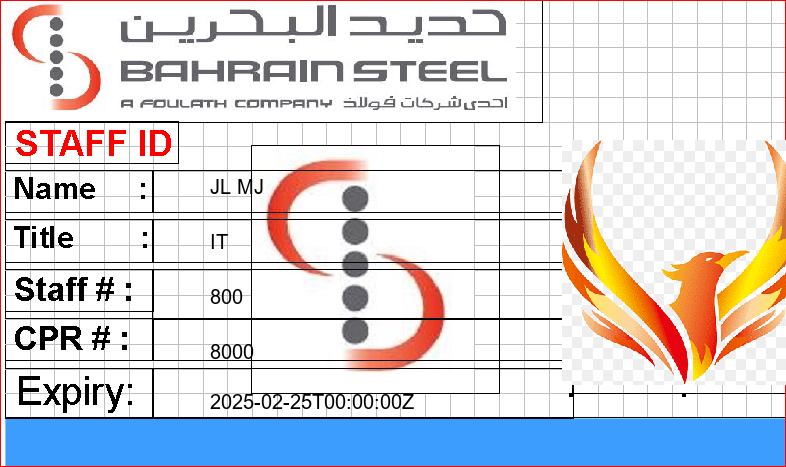 حديد البحرين
BAHRAIN STEEL
A FOULATH COMPANY احدى شركات فولاذ
STAFF ID
Name : JL MJ
Title : IT
Staff # : 800
CPR # : 8000
Expiry: 2025-02-25T00:00:00Z